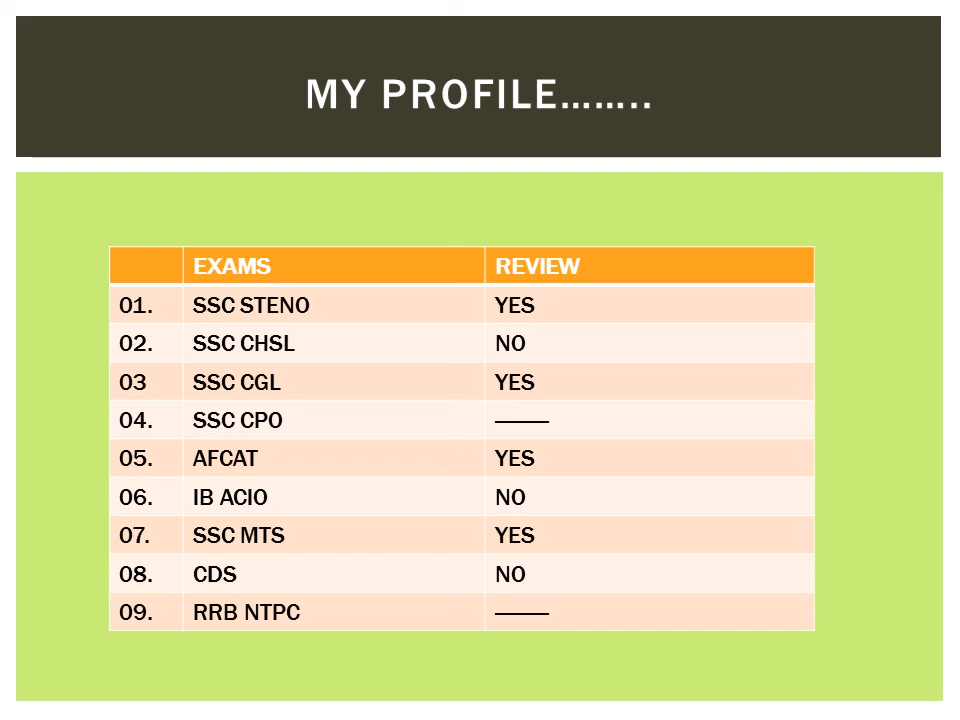 MY PROFILE……..
EXAMS REVIEW
01. SSC STENO YES
02. SSC CHSL NO
03 SSC CGL YES
04. SSC CPO ———
05. AFCAT YES
06. IB ACIO NO
07. SSC MTS YES
08. CDS NO
09. RRB NTPC ———